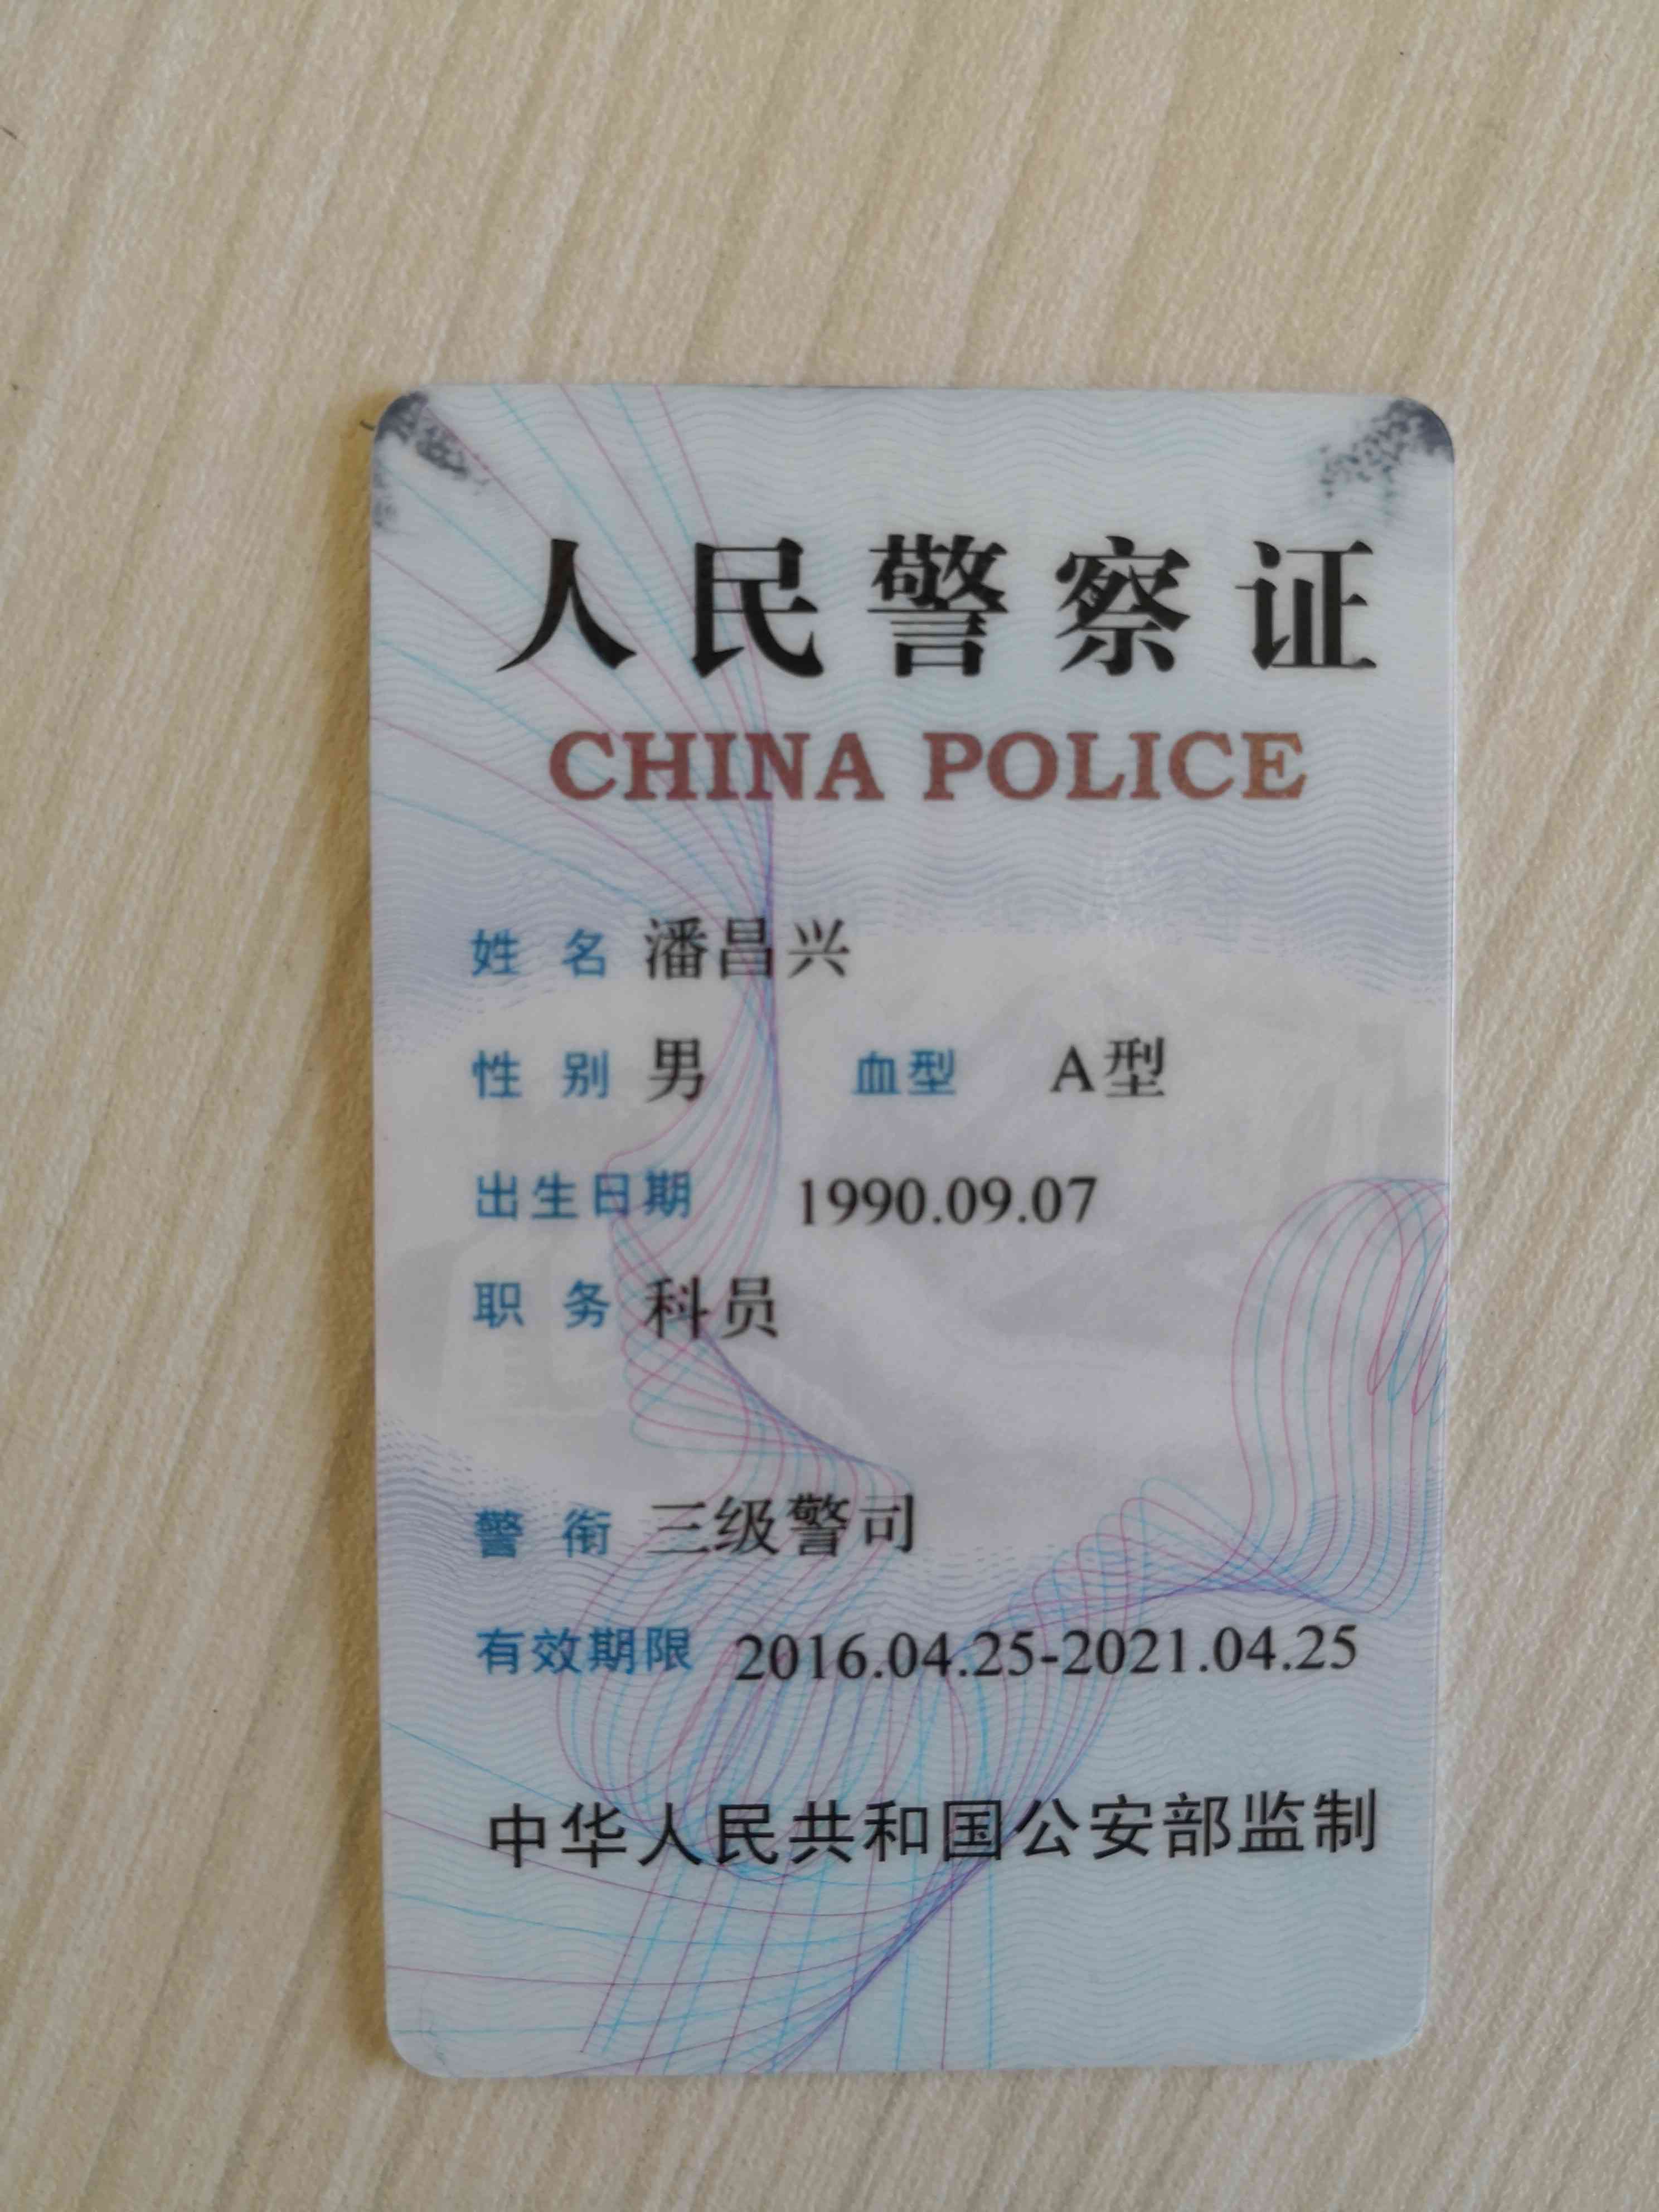 人民警察证
CHINA POLICE
姓名 潘昌兴
性别 男 血型 A型
出生日期 1990.09.07
职务 科员
警衔 三级警司
有效期限 2016.04.25-2021.04.25
中华人民共和国公安部监制